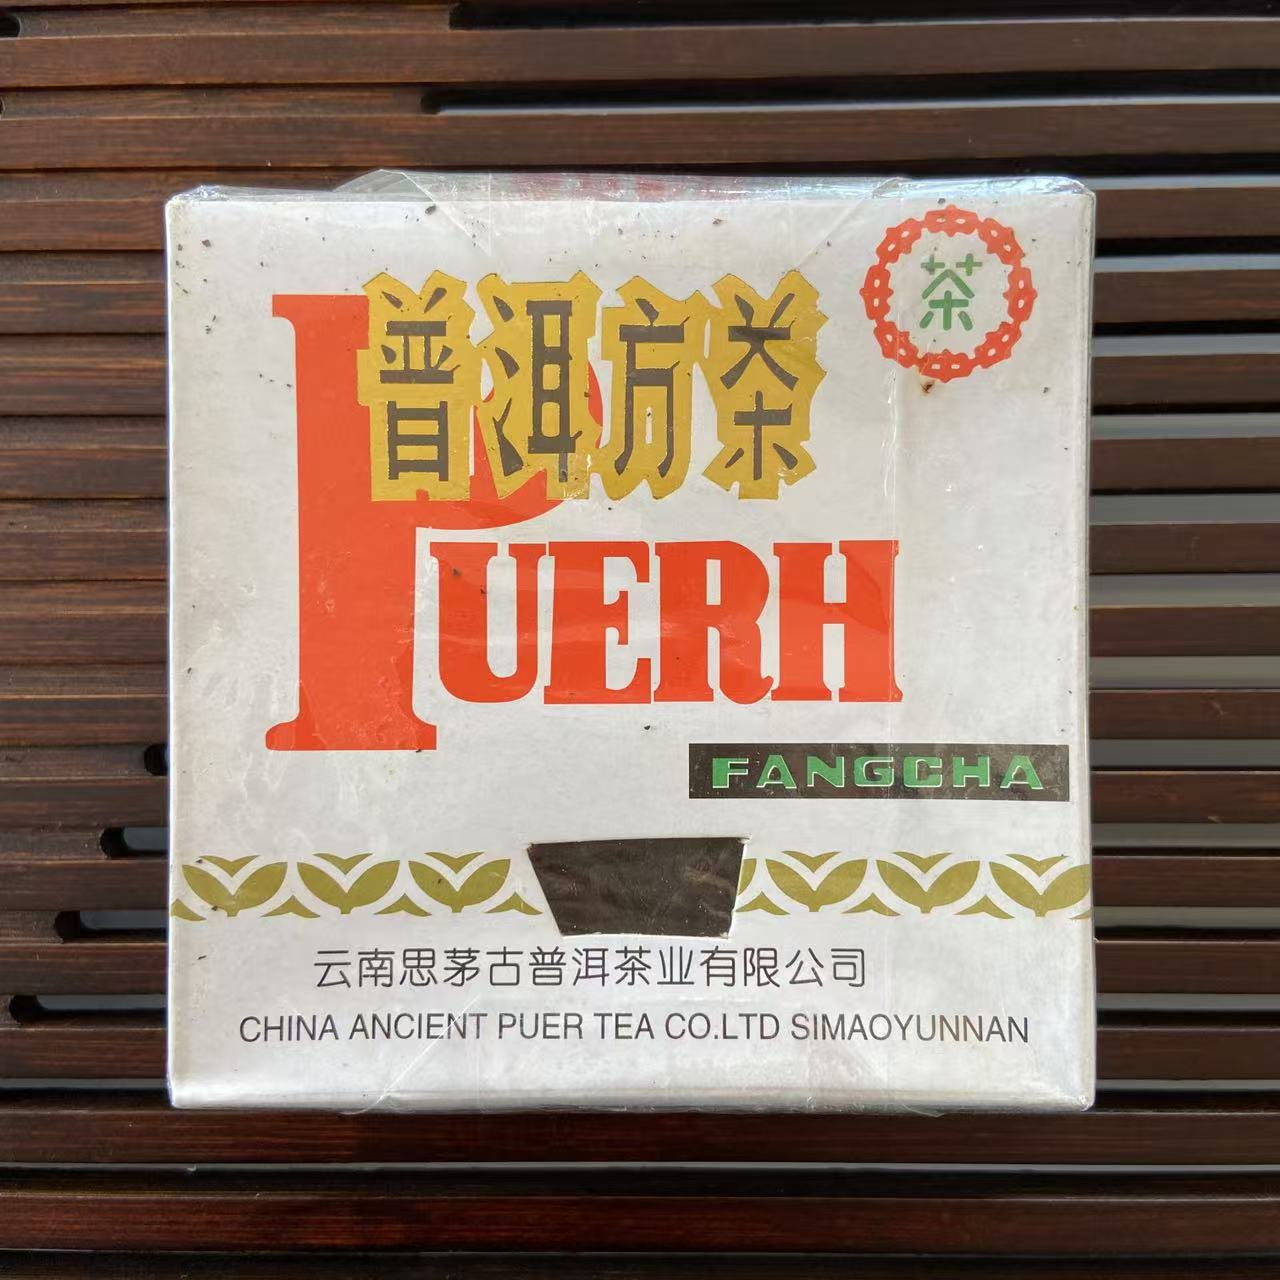 茶
普洱方茶
PUERH
FANGCHA
云南思茅古普洱茶业有限公司
CHINA ANCIENT PUER TEA CO.LTD SIMAOYUNNAN